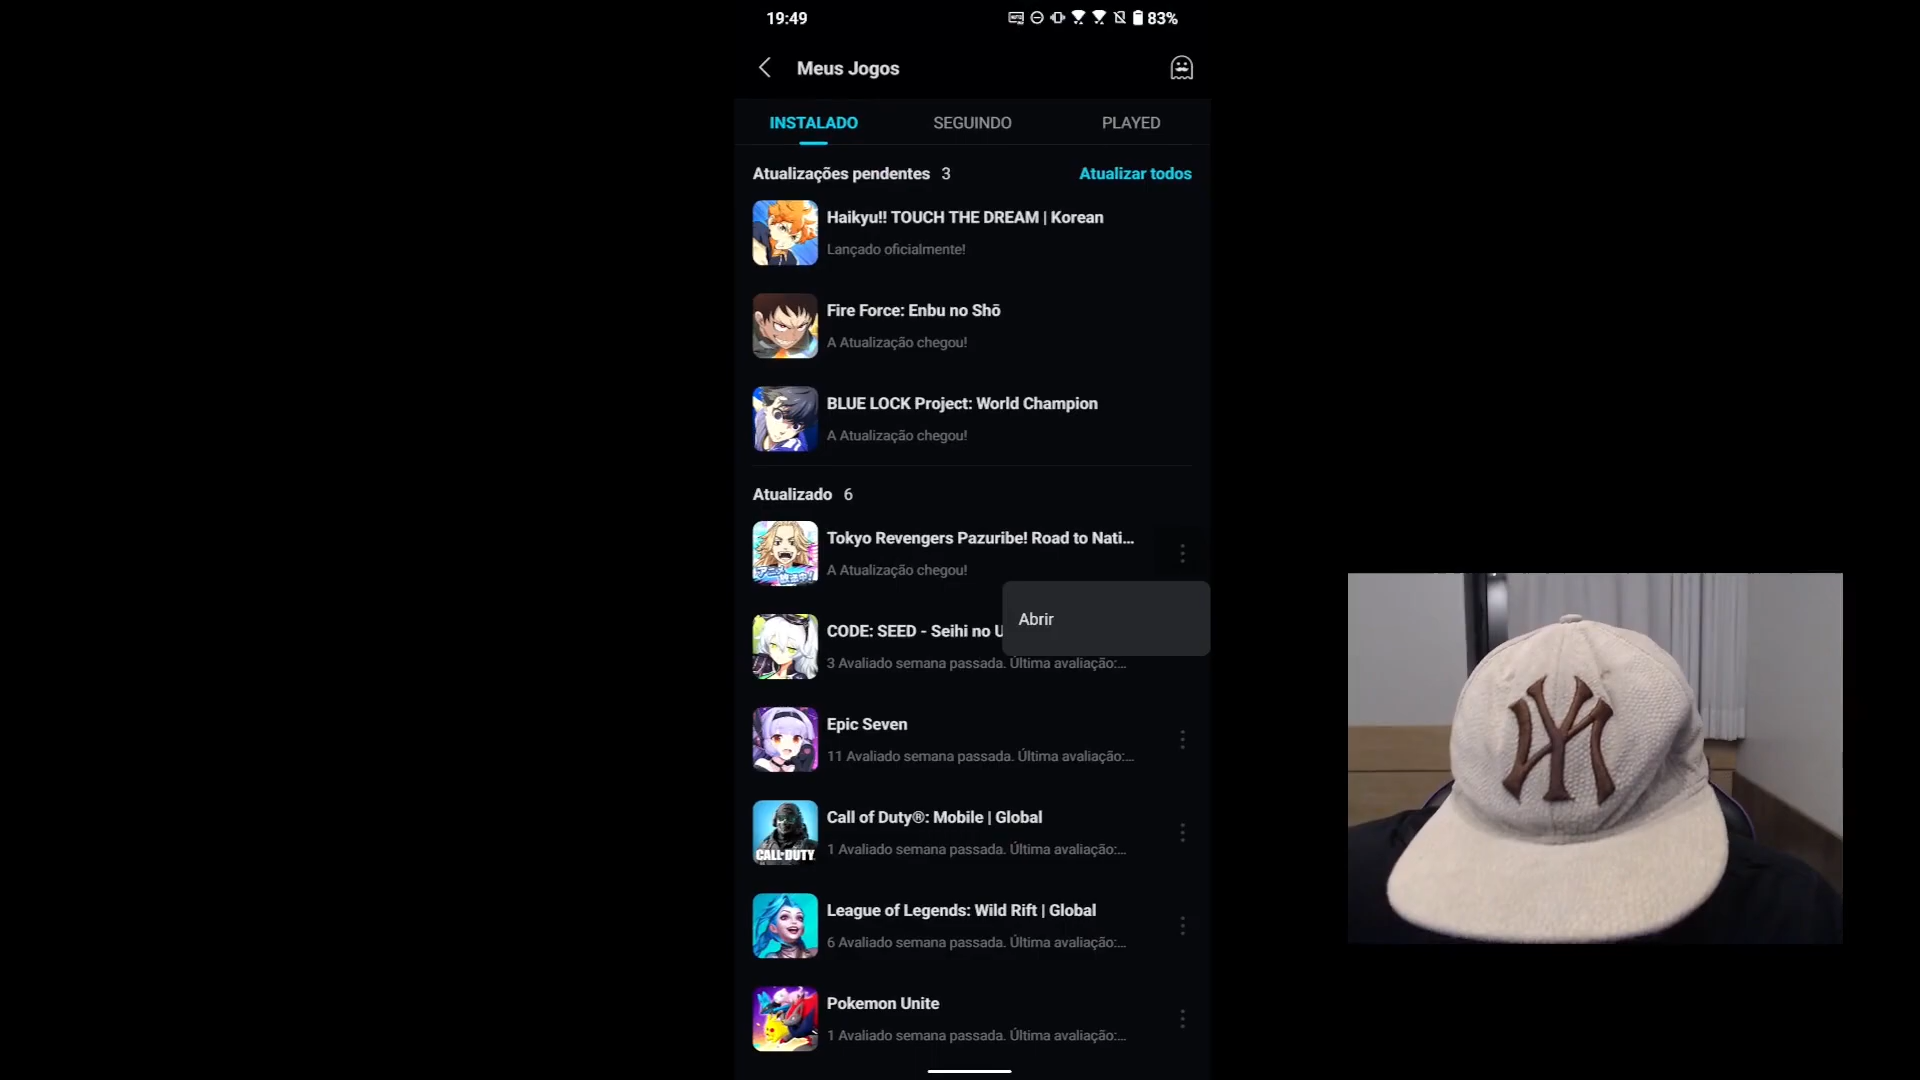 19:49
83%
Meus Jogos
INSTALADO
SEGUINDO
PLAYED
Atualizações pendentes 3
Atualizar todos
Haikyu!! TOUCH THE DREAM | Korean
Lançado oficialmente!
Fire Force: Enbu no Shō
A Atualização chegou!
BLUE LOCK Project: World Champion
A Atualização chegou!
Atualizado 6
Tokyo Revengers Pazuribe! Road to Nati...
A Atualização chegou!
Abrir
CODE: SEED - Seihi no
3 Avaliado semana passada. Última avaliação:...
Epic Seven
11 Avaliado semana passada. Última avaliação:...
Call of Duty®: Mobile | Global
1 Avaliado semana passada. Última avaliação:...
CALL OF DUTY
League of Legends: Wild Rift | Global
6 Avaliado semana passada. Última avaliação:...
Pokemon Unite
1 Avaliado semana passada. Última avaliação:...
NY